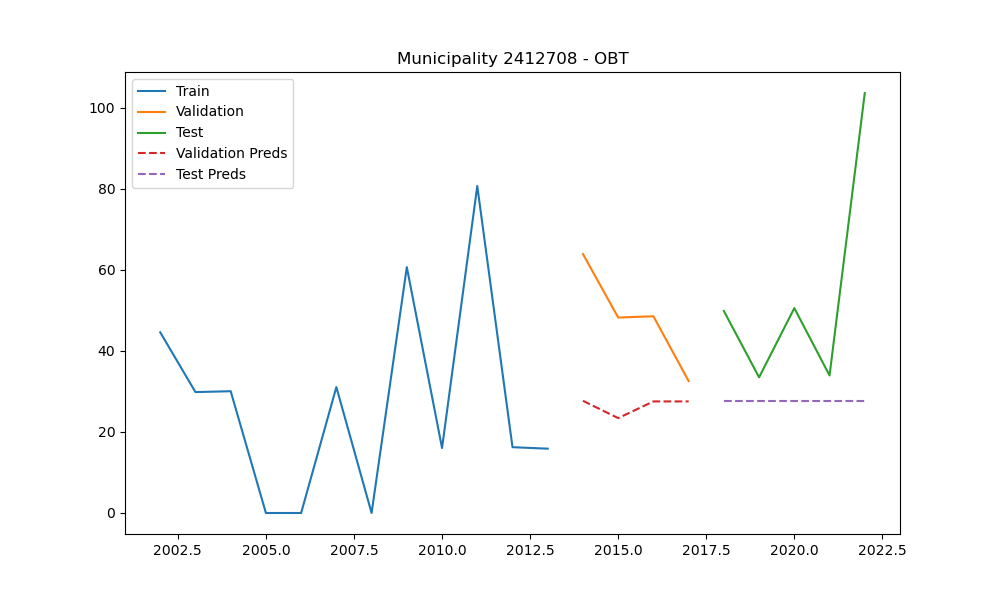 Municipality 2412708 - OBT
Train
Validation
Test
Validation Preds
Test Preds
100
80
60
40
20
0
2002.5 2005.0 2007.5 2010.0 2012.5 2015.0 2017.5 2020.0 2022.5